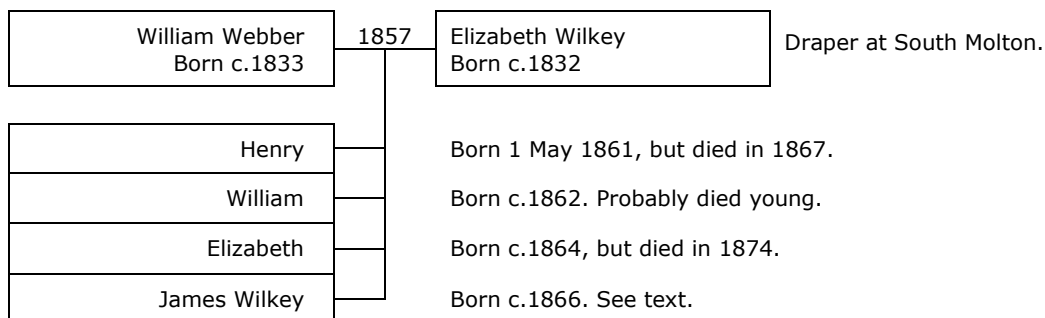 William Webber 1857 Elizabeth Wilkey Draper at South Molton.
Born c.1833 Born c.1832
Henry Born 1 May 1861, but died in 1867.
William Born c.1862. Probably died young.
Elizabeth Born c.1864, but died in 1874.
James Wilkey Born c.1866. See text.